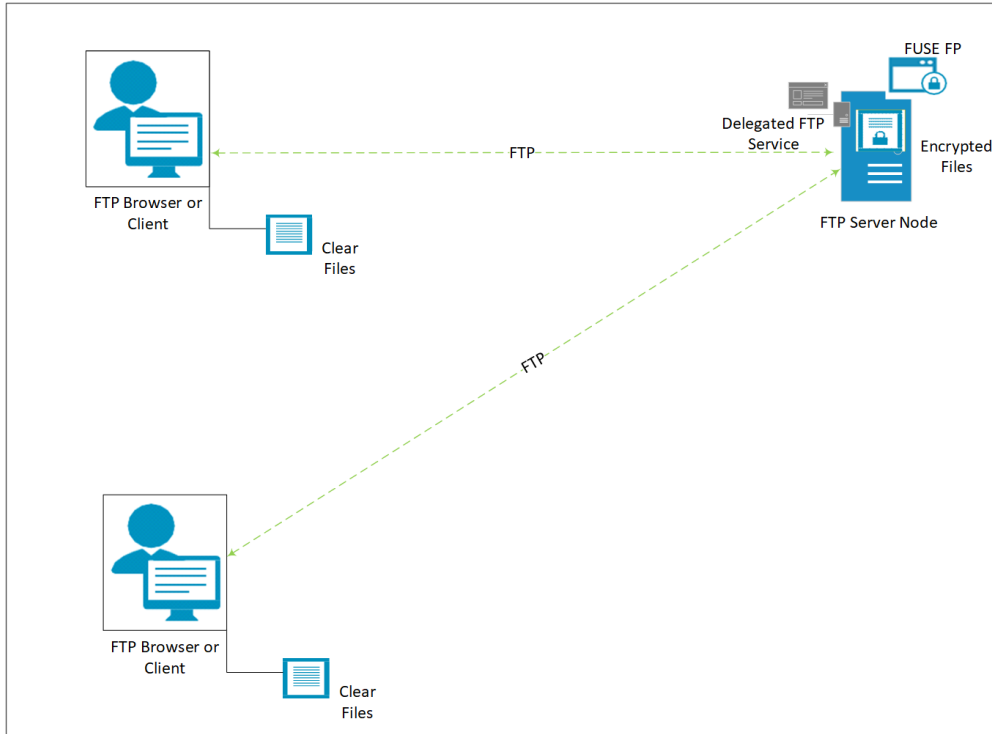 FUSE FP
Delegated FTP
Service
Encrypted
Files
FTP
FTP Browser or
Client
FTP Server Node
Clear
Files
FTP
FTP Browser or
Client
Clear
Files